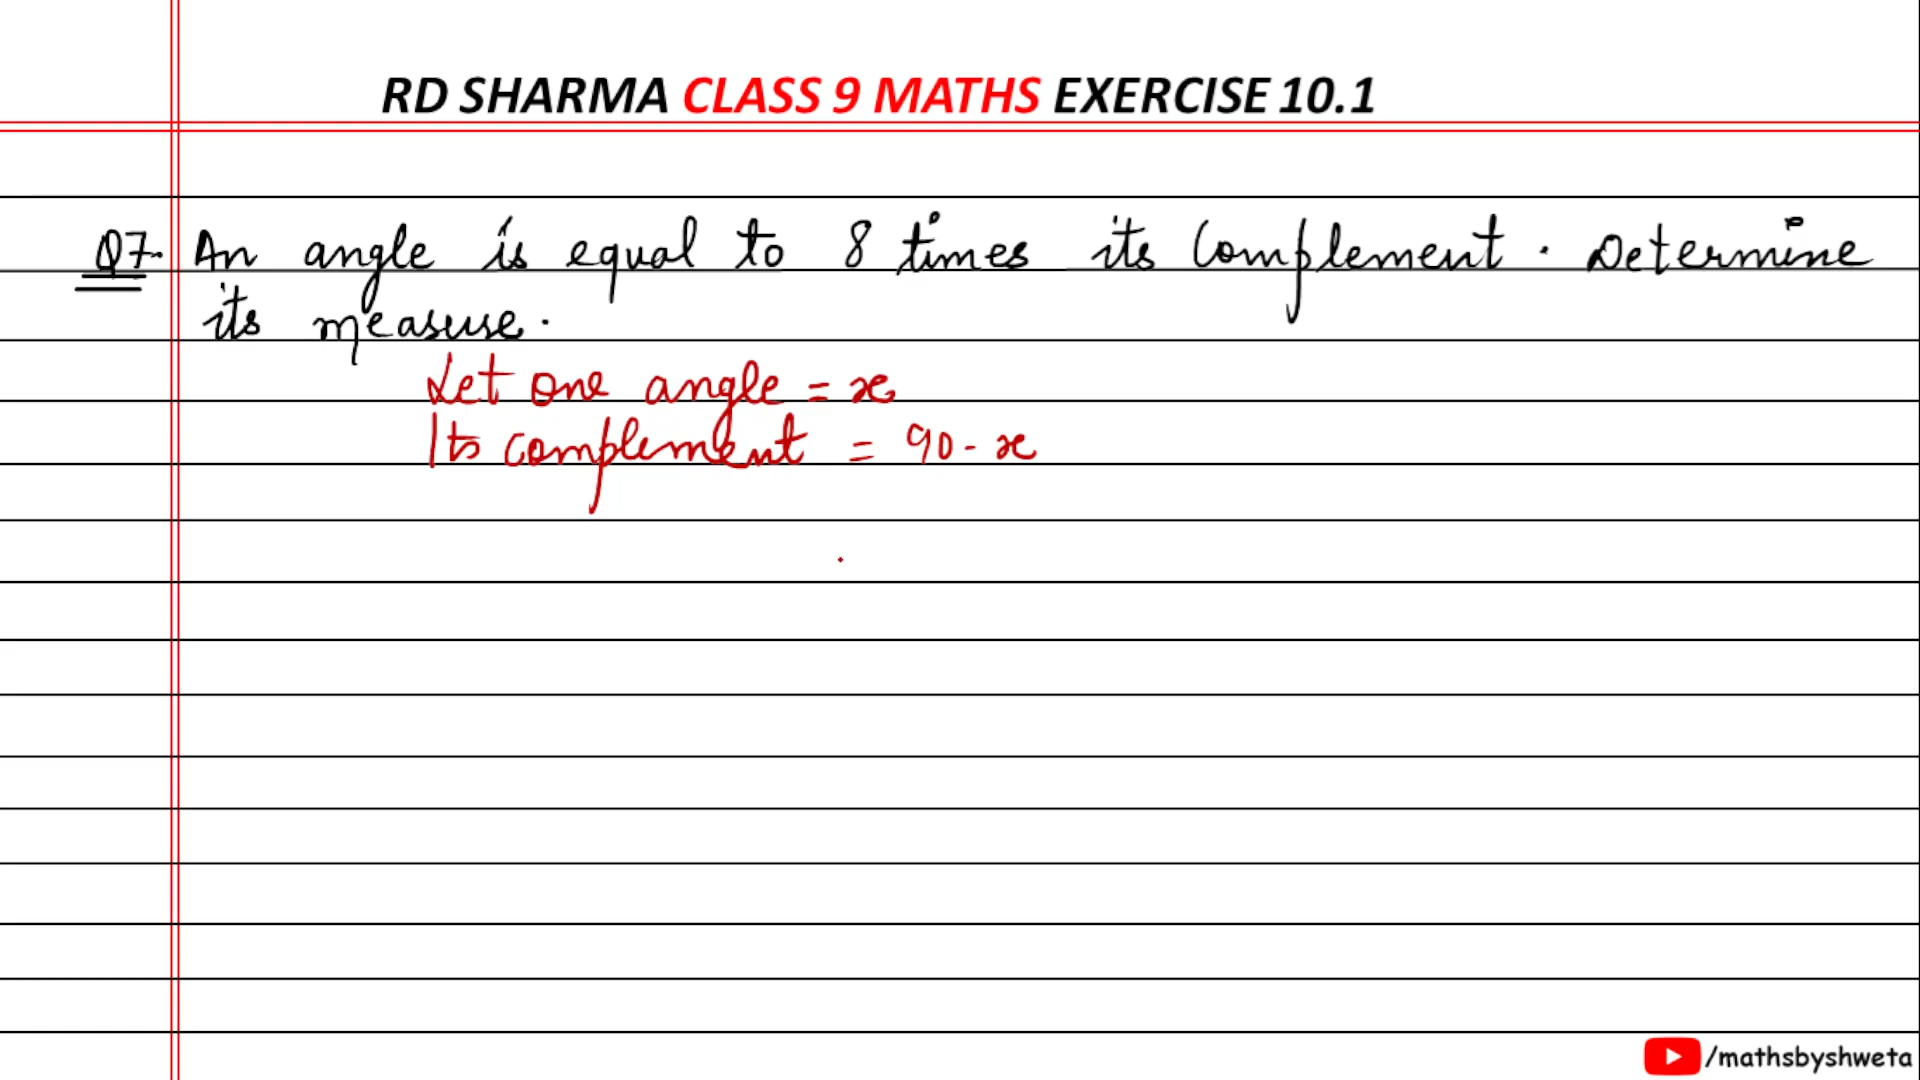 RD SHARMA CLASS 9 MATHS EXERCISE 10.1
Q7. An angle is equal to 8 times its complement. Determine
its measure.
Let one angle = x
Its complement = 90 - x
/mathsbyshweta